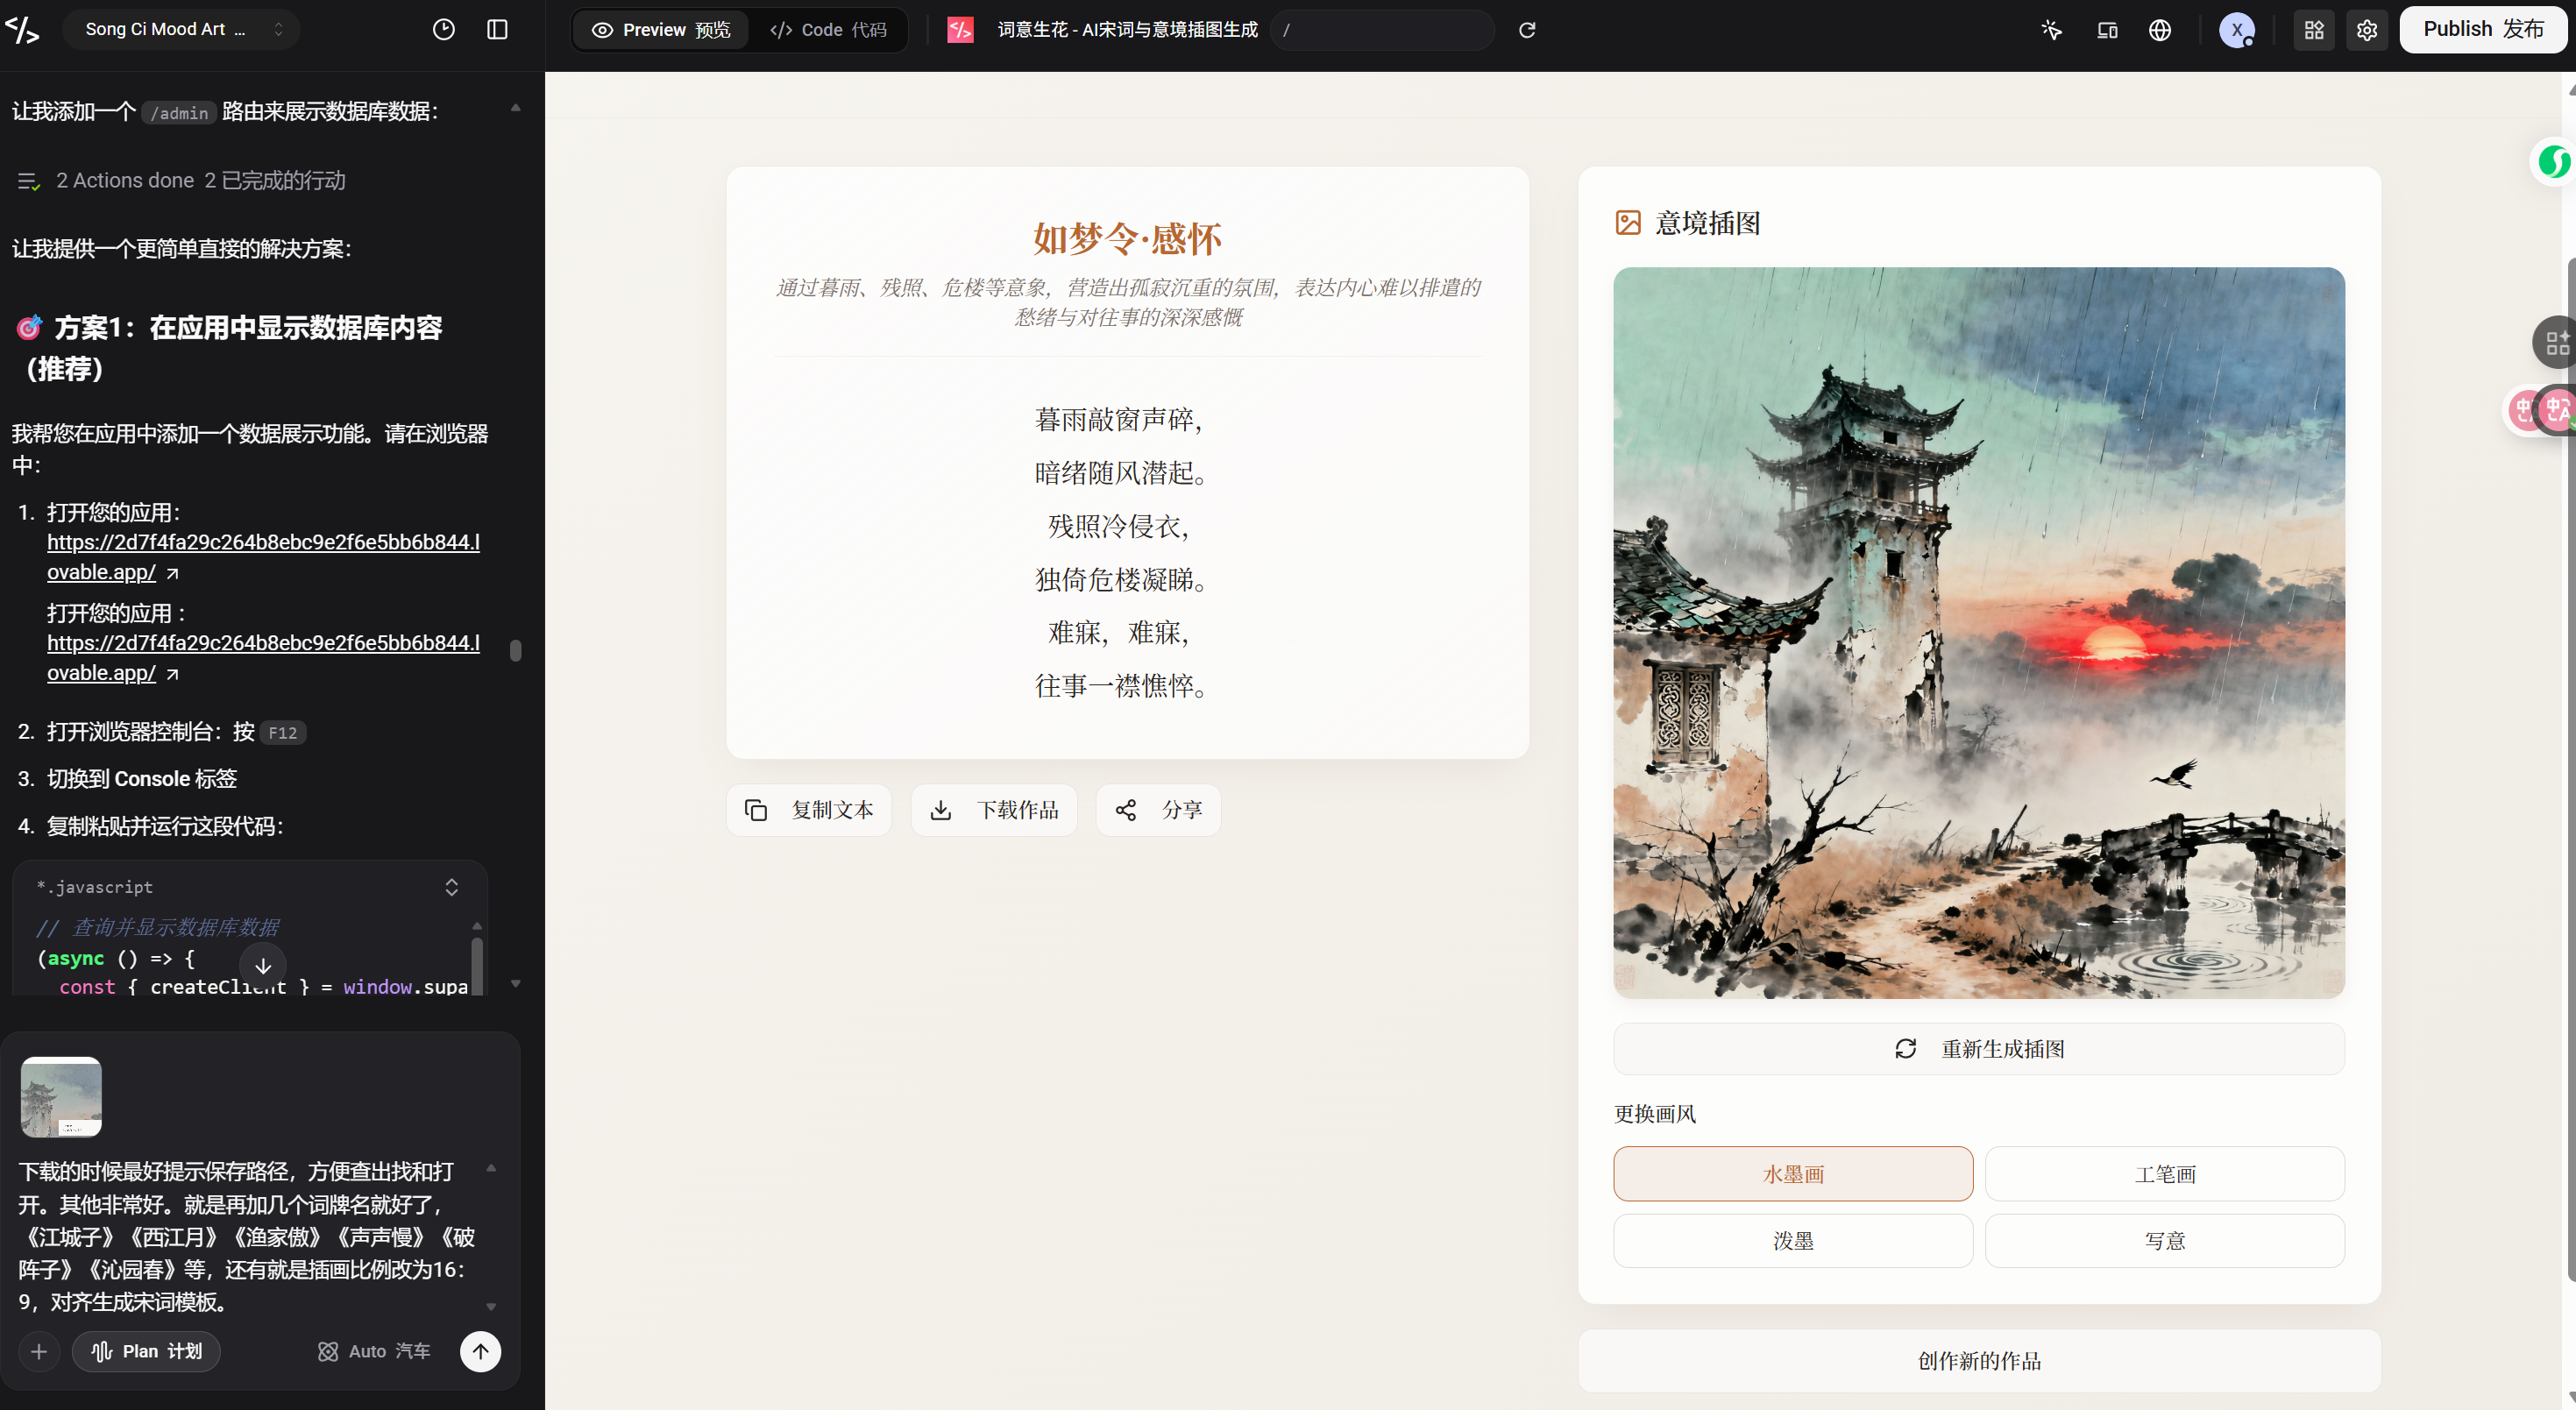 Song Ci Mood Art ...
Preview 预览
Code 代码
词意生花 - AI宋词与意境插图生成
/
X
Publish 发布
让我添加一个 /admin 路由来展示数据库数据：
2 Actions done 2 已完成的行动
让我提供一个更简单直接的解决方案：
🎯 方案1：在应用中显示数据库内容
（推荐）
我帮您在应用中添加一个数据展示功能。请在浏览器
中：
1. 打开您的应用：
https://2d7f4fa29c264b8ebc9e2f6e5bb6b844.l
ovable.app/
打开您的应用 ：
https://2d7f4fa29c264b8ebc9e2f6e5bb6b844.l
ovable.app/
2. 打开浏览器控制台：按 F12
3. 切换到 Console 标签
4. 复制粘贴并运行这段代码：
*.javascript
// 查询并显示数据库数据
(async () => {
const { createClient } = window.supa
下载的时候最好提示保存路径，方便查出找和打
开。其他非常好。就是再加几个词牌名就好了，
《江城子》《西江月》《渔家傲》《声声慢》《破
阵子》《沁园春》等，还有就是插画比例改为16：
9，对齐生成宋词模板。
Plan 计划
Auto 汽车
如梦令·感怀
通过暮雨、残照、危楼等意象，营造出孤寂沉重的氛围，表达内心难以排遣的
愁绪与对往事的深深感慨
暮雨敲窗声碎，
暗绪随风潜起。
残照冷侵衣，
独倚危楼凝睇。
难寐，难寐，
往事一襟憔悴。
复制文本
下载作品
分享
意境插图
重新生成插图
更换画风
水墨画
工笔画
泼墨
写意
创作新的作品